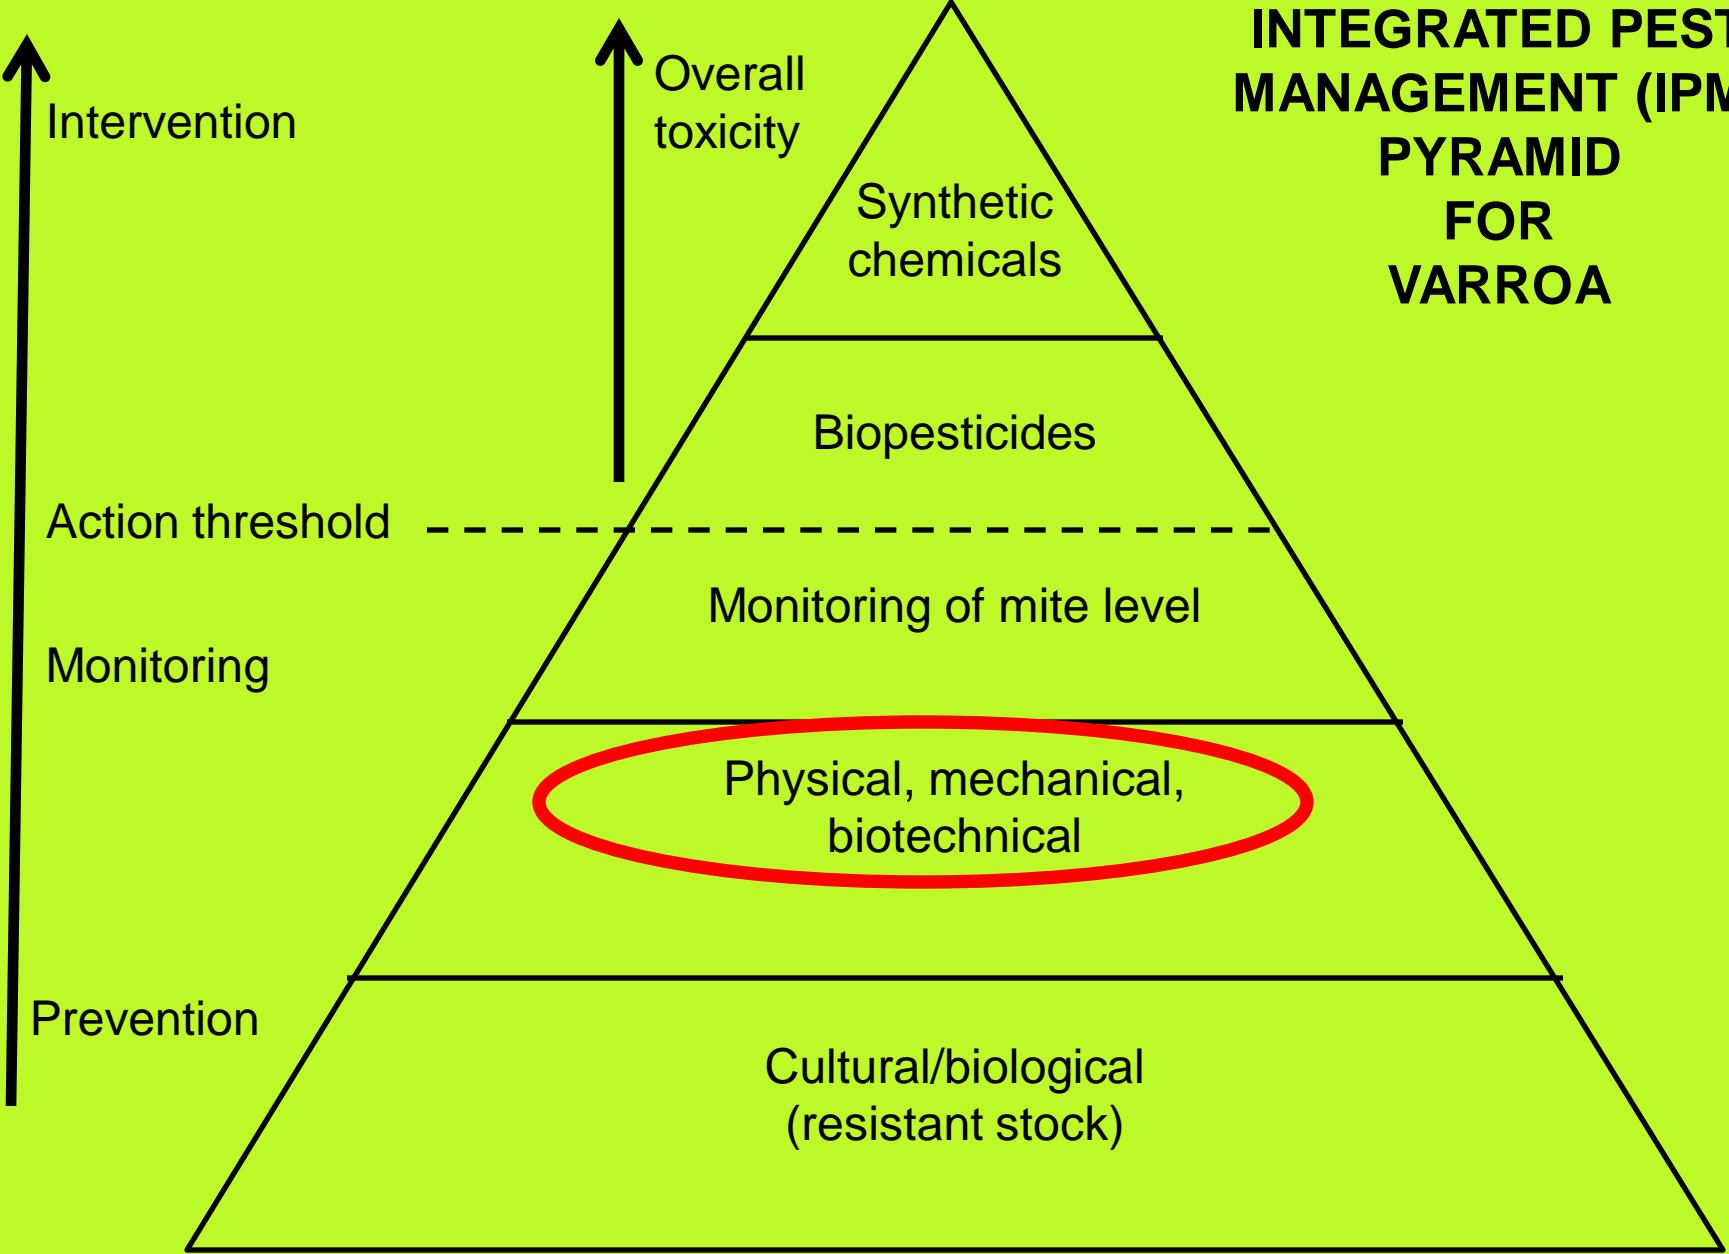 INTEGRATED PEST
MANAGEMENT (IPM
PYRAMID
FOR
VARROA
Intervention
Overall
toxicity
Synthetic
chemicals
Biopesticides
Action threshold
Monitoring of mite level
Monitoring
Physical, mechanical,
biotechnical
Prevention
Cultural/biological
(resistant stock)